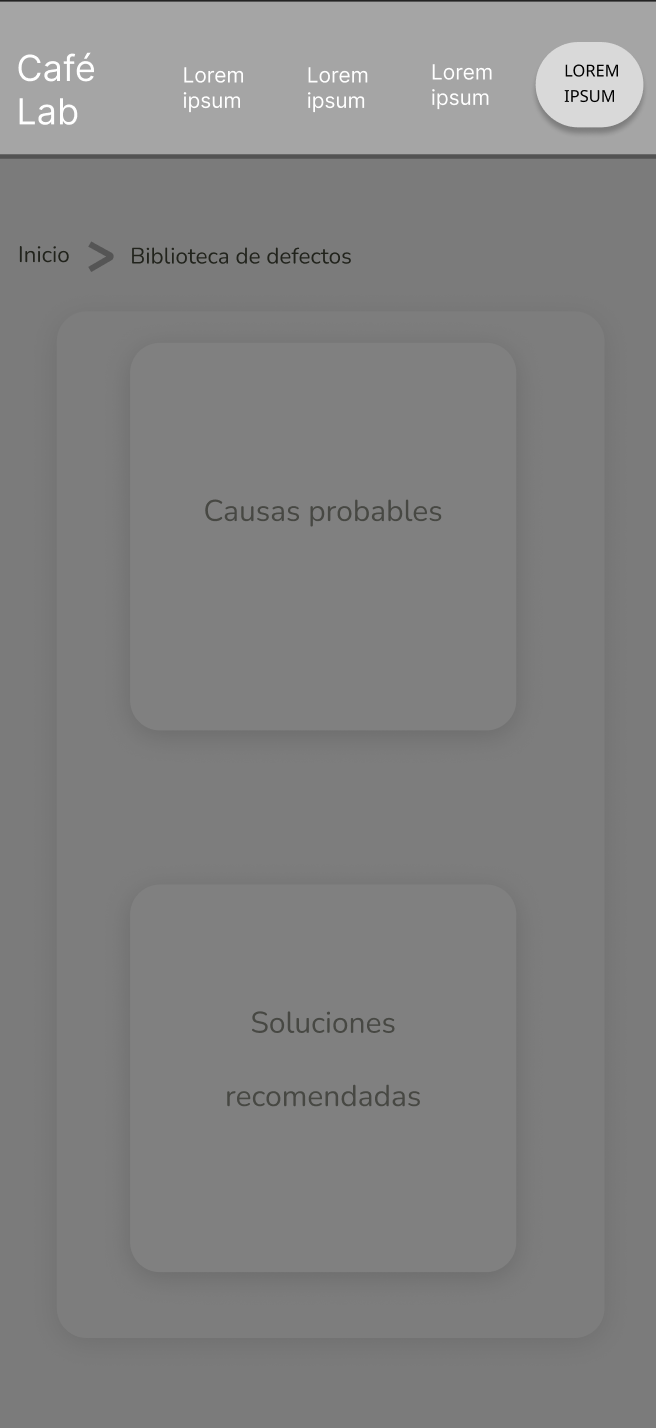 Café
Lab
Lorem
ipsum
Lorem
ipsum
Lorem
ipsum
LOREM
IPSUM
Inicio > Biblioteca de defectos
Causas probables
Soluciones
recomendadas